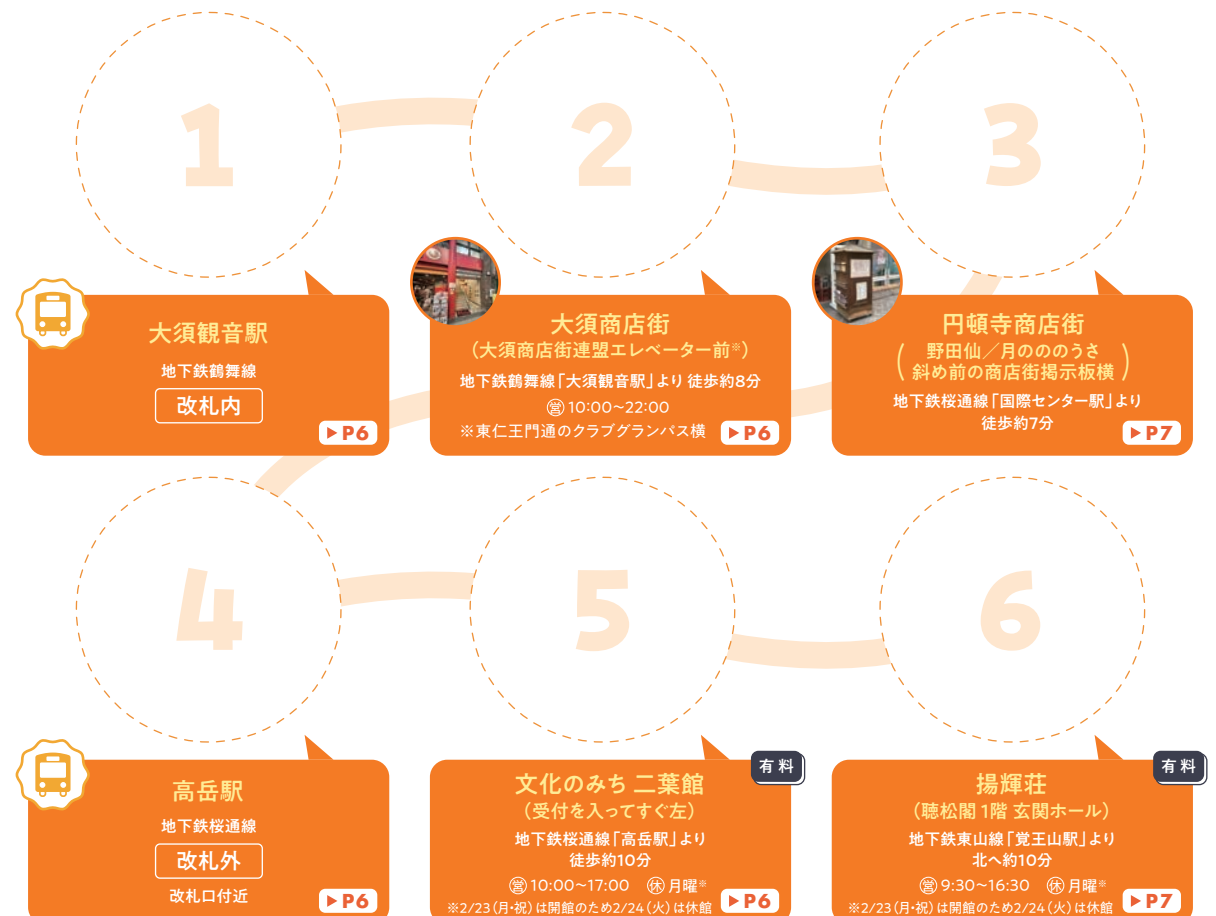 1
2
3
大須観音駅
地下鉄鶴舞線
改札内
▶P6
大須商店街
(大須商店街連盟エレベーター前※)
地下鉄鶴舞線「大須観音駅」より 徒歩約8分
営 10:00~22:00
※東仁王門通のクラブグランパス横
▶P6
円頓寺商店街
(野田仙/月のののうさ
斜め前の商店街掲示板横)
地下鉄桜通線「国際センター駅」より
徒歩約7分
▶P7
4
5
6
高岳駅
地下鉄桜通線
改札外
改札口付近
▶P6
有料
文化のみち 二葉館
(受付を入ってすぐ左)
地下鉄桜通線「高岳駅」より
徒歩約10分
営 10:00~17:00 休 月曜※
※2/23(月・祝)は開館のため2/24(火)は休館
▶P6
有料
揚輝荘
(聴松閣 1階 玄関ホール)
地下鉄東山線「覚王山駅」より
北へ約10分
営 9:30~16:30 休 月曜※
※2/23(月・祝)は開館のため2/24(火)は休館
▶P7